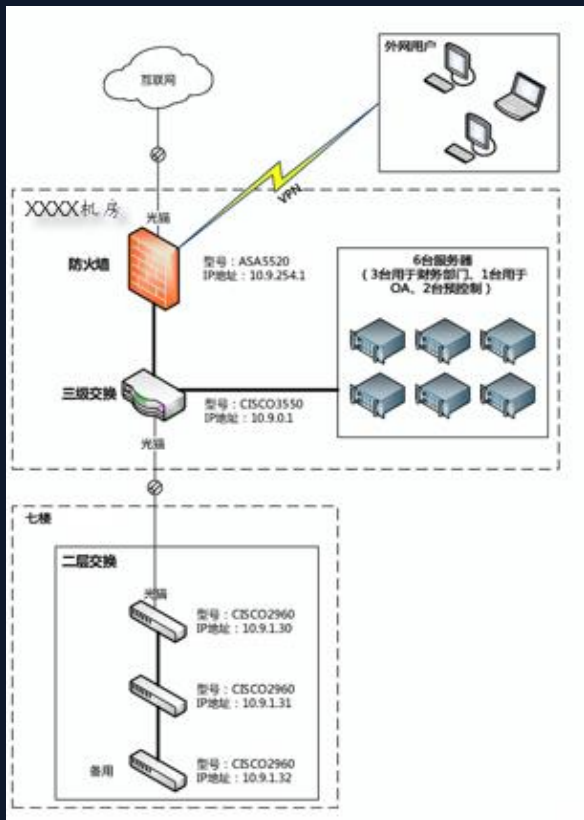 外网用户
互联网
VPN
XXXX机房
光猫
防火墙
型号：ASA5520
IP地址：10.9.254.1
6台服务器
（3台用于财务部门、1台用于
OA、2台预控制）
三级交换
型号：CISCO3550
IP地址：10.9.0.1
光猫
七楼
二层交换
光猫
型号：CISCO2960
IP地址：10.9.1.30
型号：CISCO2960
IP地址：10.9.1.31
备用
型号：CISCO2960
IP地址：10.9.1.32